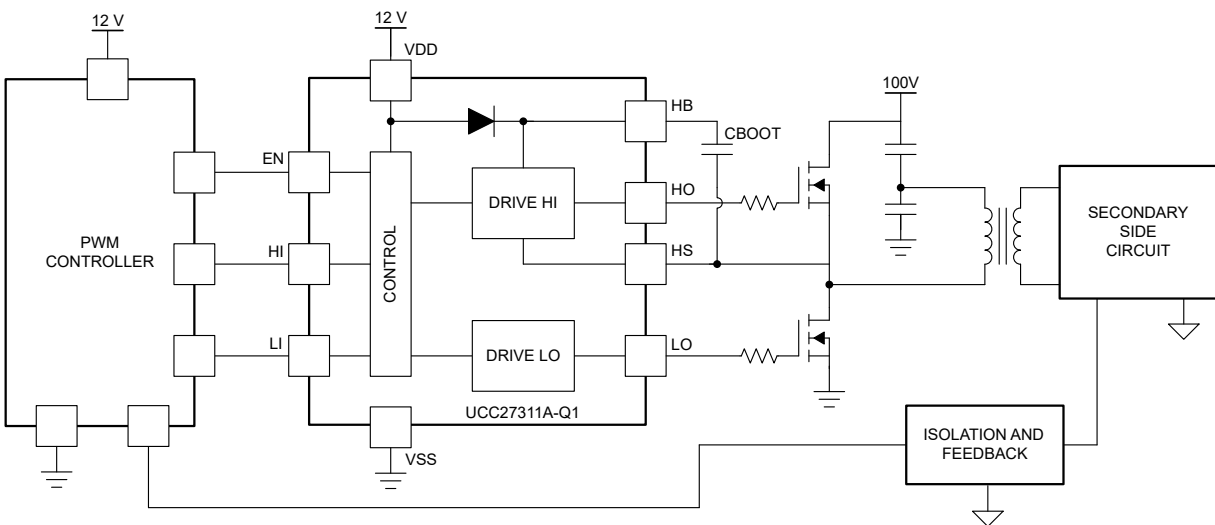 12 V
12 V
VDD
100V
HB
CBOOT
EN
HO
DRIVE HI
PWM
CONTROLLER
HI
CONTROL
HS
SECONDARY
SIDE
CIRCUIT
LI
DRIVE LO
LO
UCC27311A-Q1
VSS
ISOLATION AND
FEEDBACK